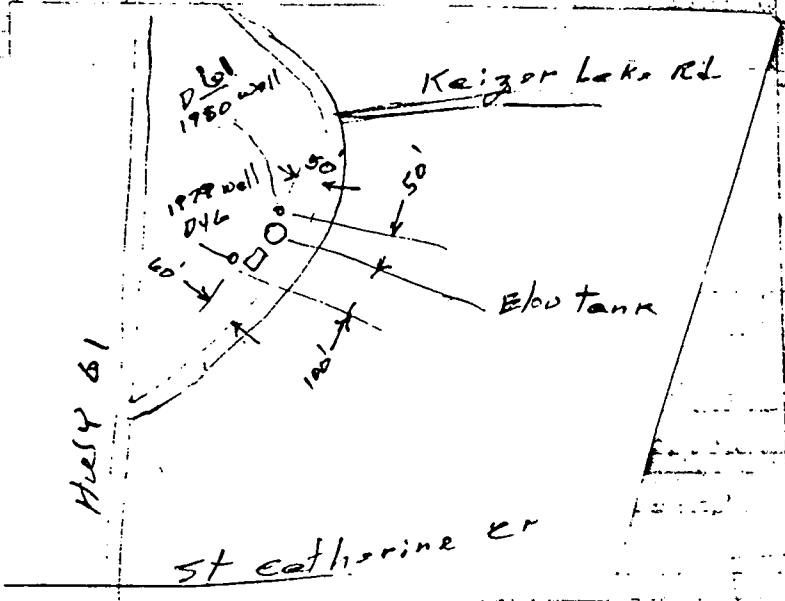 Keizer Lake Rd
D61
1980 well
50'
50'
1979 well
D46
60'
Elev tank
100'
Hwy 61
St Catherine cr